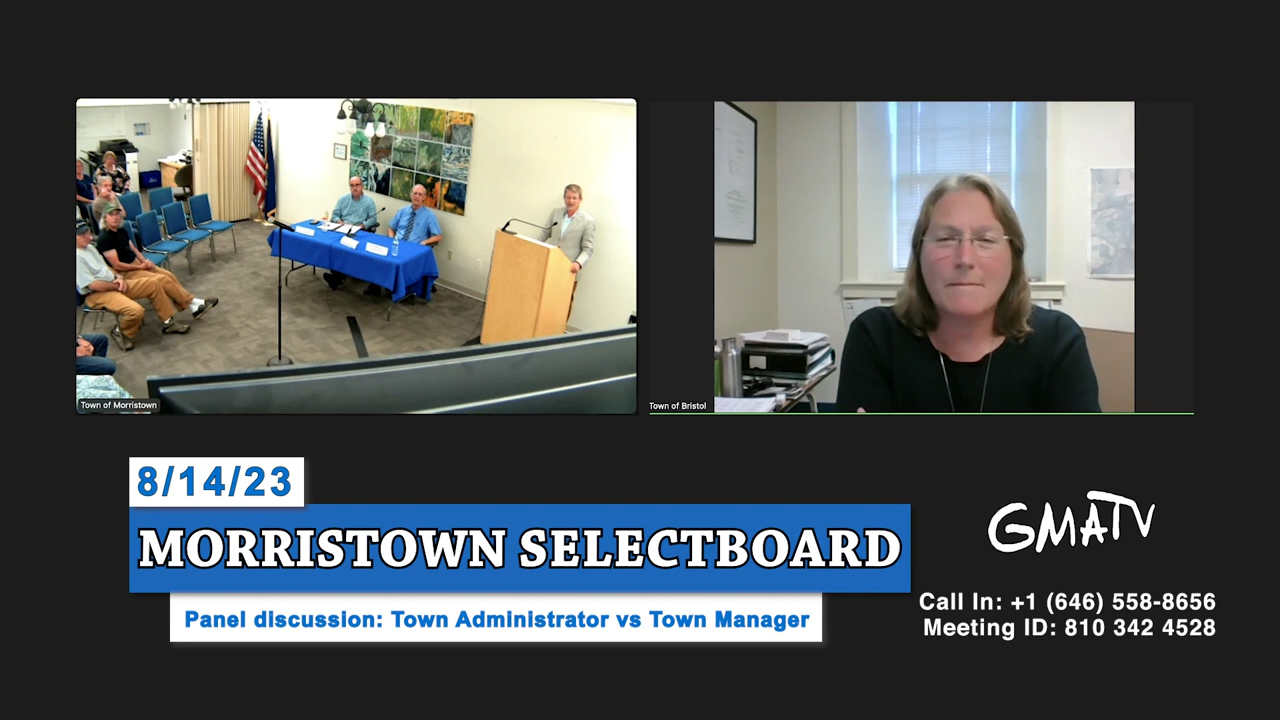 Town of Morristown
Town of Bristol
8/14/23
MORRISTOWN SELECTBOARD
Panel discussion: Town Administrator vs Town Manager
GMATV
Call In: +1 (646) 558-8656
Meeting ID: 810 342 4528